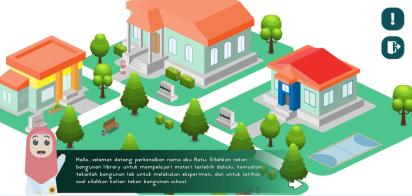 Hallo, selamat datang perkenalkan nama aku Ratu. Silahkan tekan
bangunan library untuk mempelajari materi terlebih dahulu, kemudian
tekanlah bangunan lab untuk melakukan eksperimen, dan untuk latihan
soal silahkan kalian tekan bangunan school.